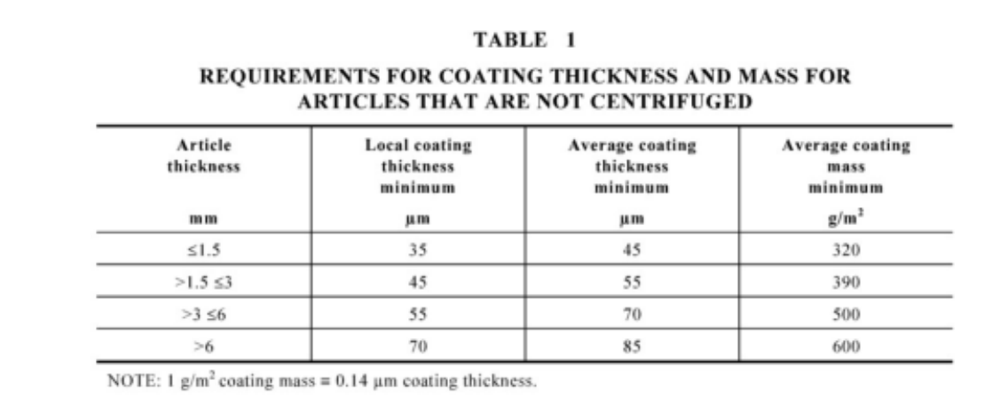 TABLE 1
REQUIREMENTS FOR COATING THICKNESS AND MASS FOR
ARTICLES THAT ARE NOT CENTRIFUGED
Article thickness mm | Local coating thickness minimum µm | Average coating thickness minimum µm | Average coating mass minimum g/m²
≤1.5 35 45 320
>1.5 ≤3 45 55 390
>3 ≤6 55 70 500
>6 70 85 600
NOTE: 1 g/m² coating mass = 0.14 µm coating thickness.